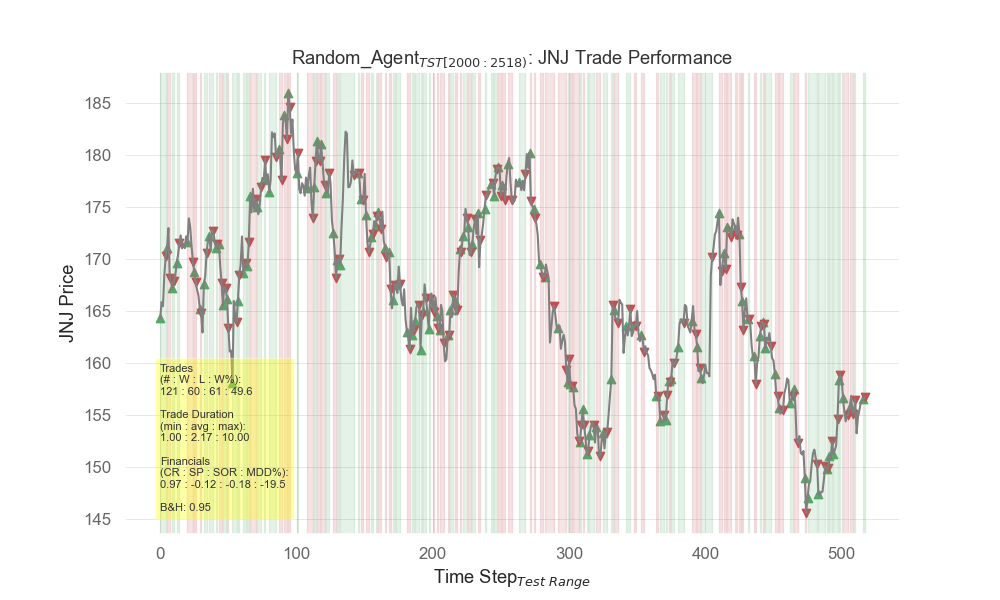 Random_Agent TST[2000 : 2518): JNJ Trade Performance
JNJ Price
185
180
175
170
165
160
155
150
145
Trades
(# : W : L : W%):
121 : 60 : 61 : 49.6
Trade Duration
(min : avg : max):
1.00 : 2.17 : 10.00
Financials
(CR : SP : SOR : MDD%):
0.97 : -0.12 : -0.18 : -19.5
B&H: 0.95
0 100 200 300 400 500
Time Step Test Range